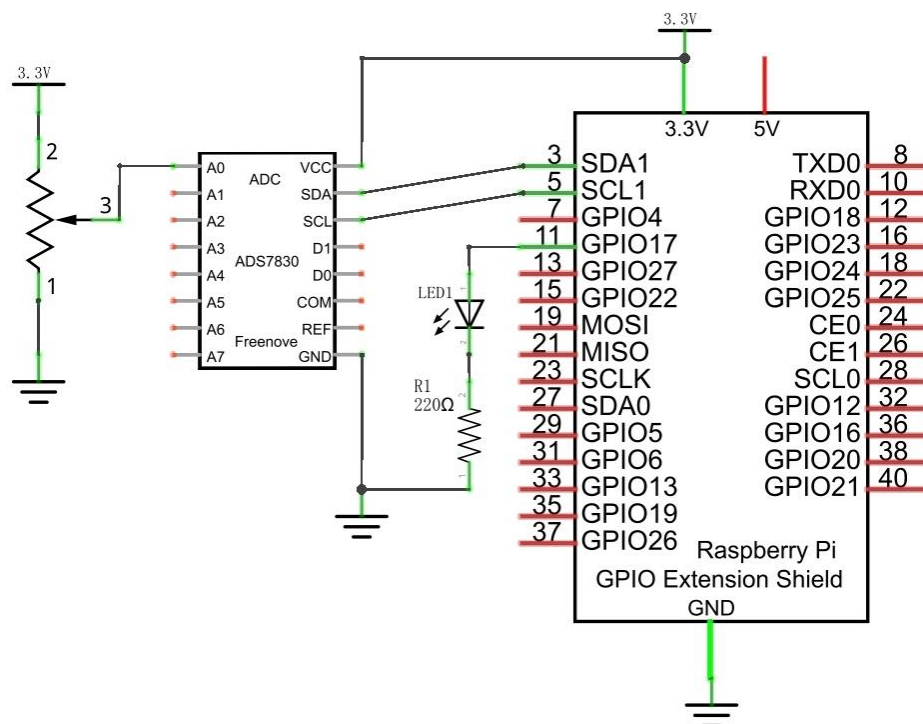 3.3V
3.3V
2
3
1
A0 VCC
A1 SDA
A2 SCL
A3 D1
A4 D0
A5 COM
A6 REF
A7 GND
ADC
ADS7830
Freenove
LED1
1
2
R1
220Ω
2
1
3.3V 5V
3 SDA1 TXD0 8
5 SCL1 RXD0 10
7 GPIO4 GPIO18 12
11 GPIO17 GPIO23 16
13 GPIO27 GPIO24 18
15 GPIO22 GPIO25 22
19 MOSI CE0 24
21 MISO CE1 26
23 SCLK SCL0 28
27 SDA0 GPIO12 32
29 GPIO5 GPIO16 36
31 GPIO6 GPIO20 38
33 GPIO13 GPIO21 40
35 GPIO19
37 GPIO26
Raspberry Pi
GPIO Extension Shield
GND